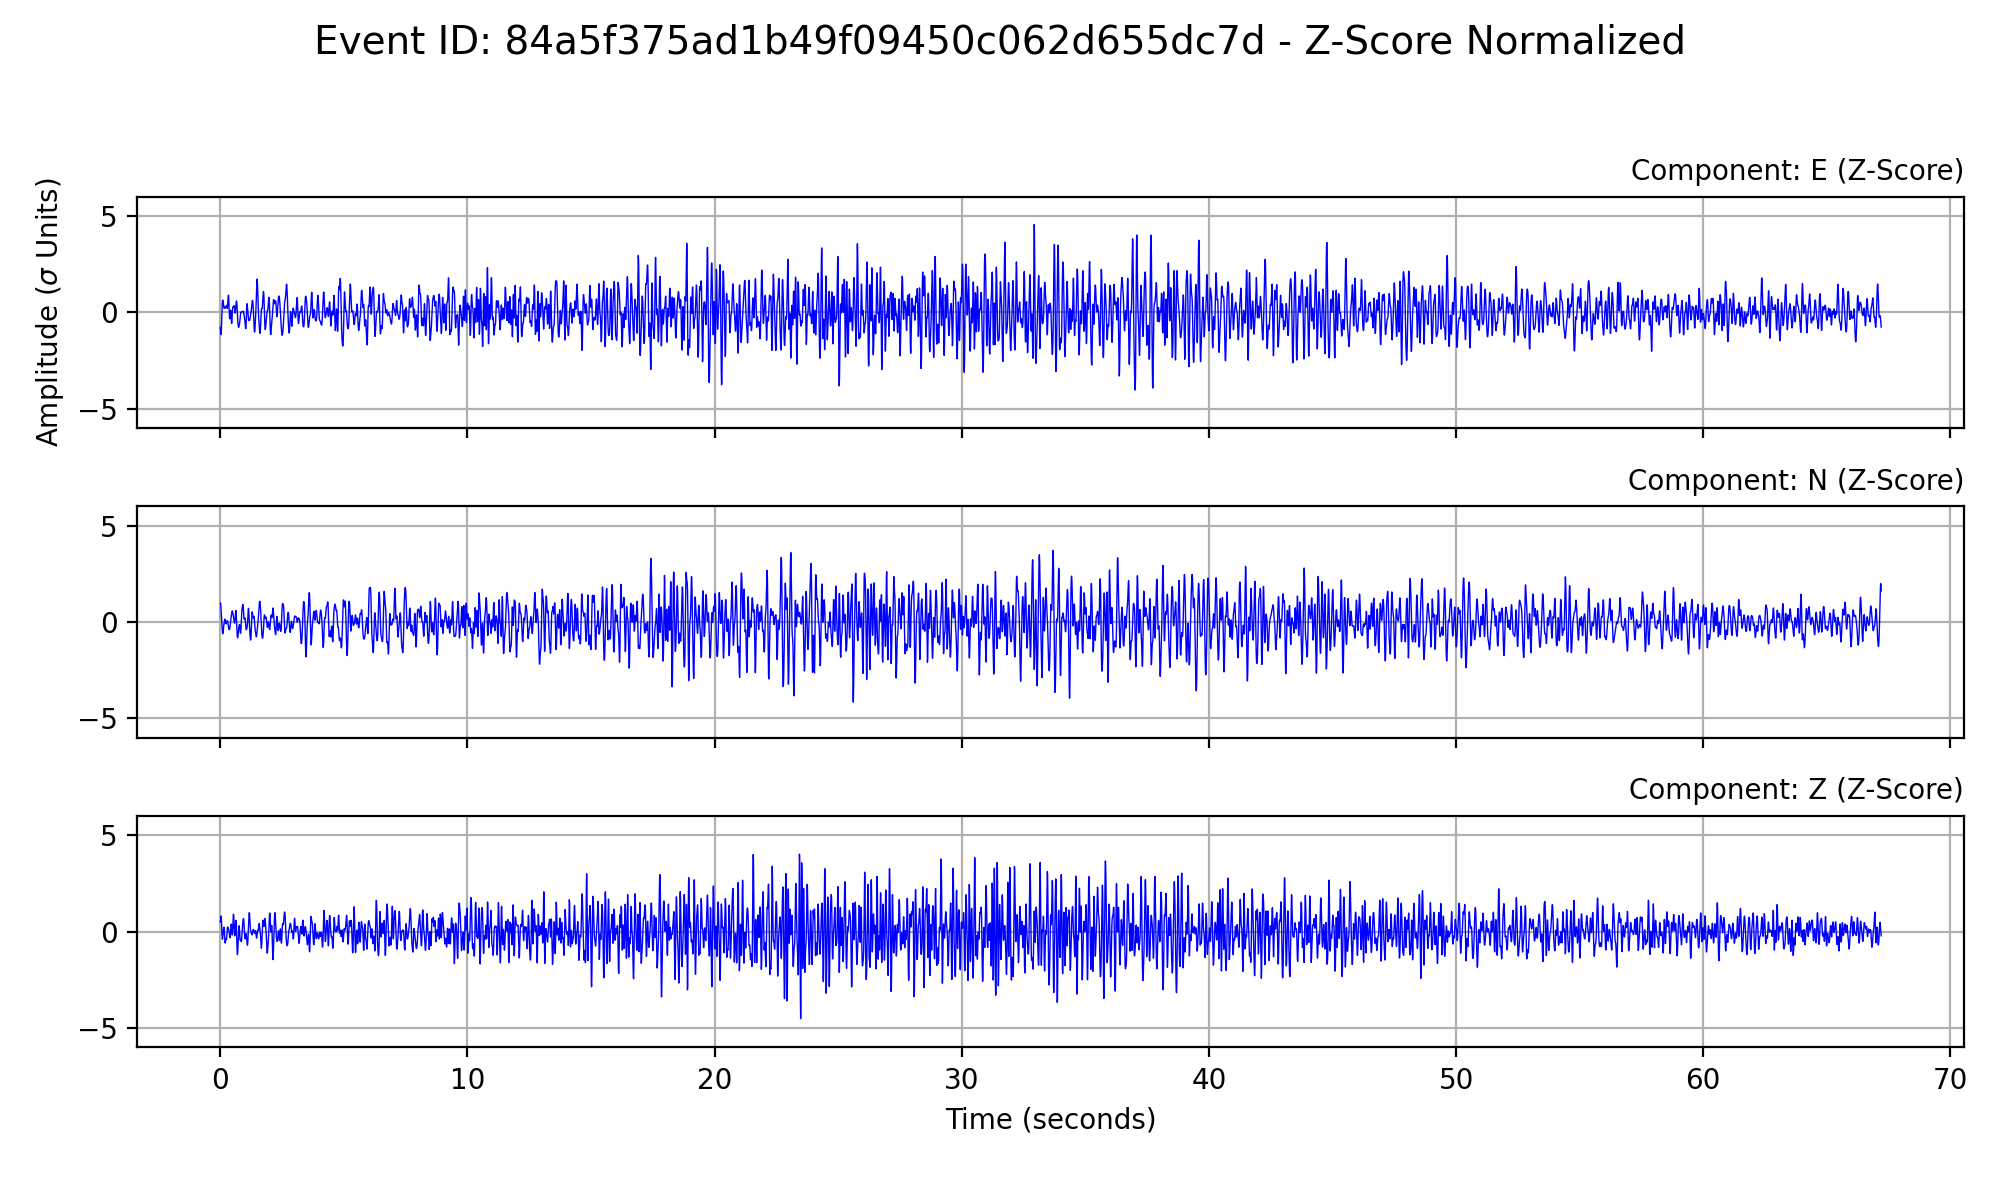 Event ID: 84a5f375ad1b49f09450c062d655dc7d - Z-Score Normalized
Component: E (Z-Score)
Amplitude (σ Units)
5
0
−5
Component: N (Z-Score)
5
0
−5
Component: Z (Z-Score)
5
0
−5
0 10 20 30 40 50 60 70
Time (seconds)